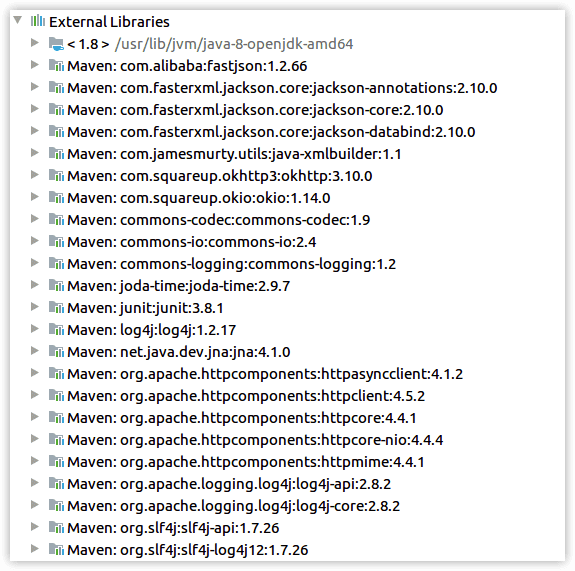 External Libraries
< 1.8 > /usr/lib/jvm/java-8-openjdk-amd64
Maven: com.alibaba:fastjson:1.2.66
Maven: com.fasterxml.jackson.core:jackson-annotations:2.10.0
Maven: com.fasterxml.jackson.core:jackson-core:2.10.0
Maven: com.fasterxml.jackson.core:jackson-databind:2.10.0
Maven: com.jamesmurty.utils:java-xmlbuilder:1.1
Maven: com.squareup.okhttp3:okhttp:3.10.0
Maven: com.squareup.okio:okio:1.14.0
Maven: commons-codec:commons-codec:1.9
Maven: commons-io:commons-io:2.4
Maven: commons-logging:commons-logging:1.2
Maven: joda-time:joda-time:2.9.7
Maven: junit:junit:3.8.1
Maven: log4j:log4j:1.2.17
Maven: net.java.dev.jna:jna:4.1.0
Maven: org.apache.httpcomponents:httpasyncclient:4.1.2
Maven: org.apache.httpcomponents:httpclient:4.5.2
Maven: org.apache.httpcomponents:httpcore:4.4.1
Maven: org.apache.httpcomponents:httpcore-nio:4.4.4
Maven: org.apache.httpcomponents:httpmime:4.4.1
Maven: org.apache.logging.log4j:log4j-api:2.8.2
Maven: org.apache.logging.log4j:log4j-core:2.8.2
Maven: org.slf4j:slf4j-api:1.7.26
Maven: org.slf4j:slf4j-log4j12:1.7.26